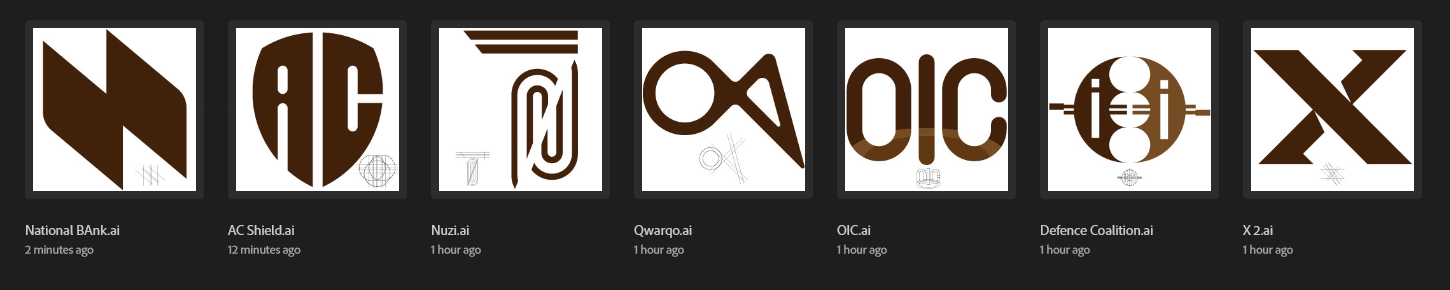 AC
OIC
i i
X
National BAnk.ai
AC Shield.ai
Nuzi.ai
Qwarqo.ai
OIC.ai
Defence Coalition.ai
X 2.ai
2 minutes ago
12 minutes ago
1 hour ago
1 hour ago
1 hour ago
1 hour ago
1 hour ago